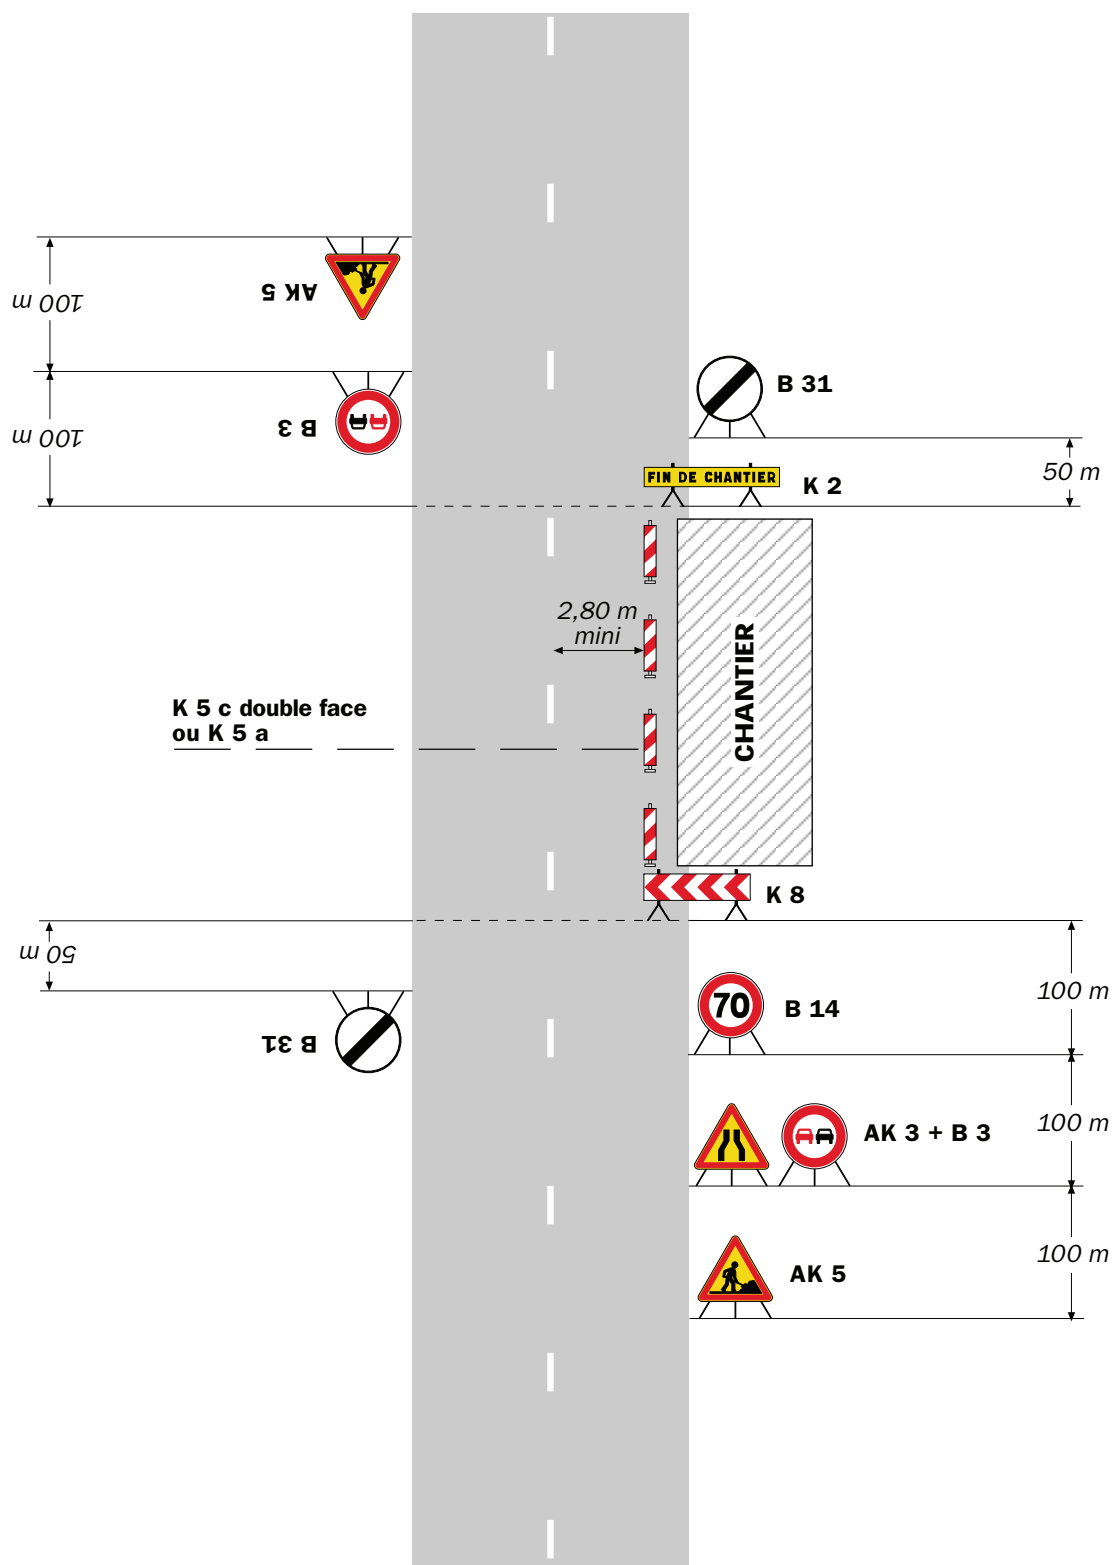 100 m
AK 5
100 m
B 3
B 31
50 m
FIN DE CHANTIER
K 2
2,80 m
mini
CHANTIER
K 5 c double face
ou K 5 a
K 8
50 m
B 31
70
B 14
100 m
AK 3 + B 3
100 m
AK 5
100 m